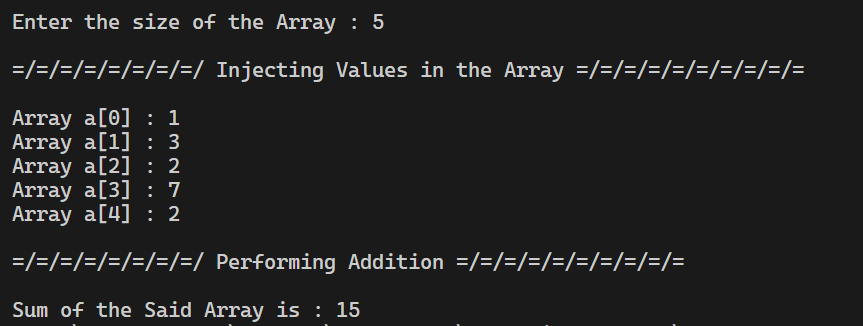 Enter the size of the Array : 5
=/=/=/=/=/=/=/=/ Injecting Values in the Array =/=/=/=/=/=/=/=/=/=
Array a[0] : 1
Array a[1] : 3
Array a[2] : 2
Array a[3] : 7
Array a[4] : 2
=/=/=/=/=/=/=/=/ Performing Addition =/=/=/=/=/=/=/=/=/=
Sum of the Said Array is : 15